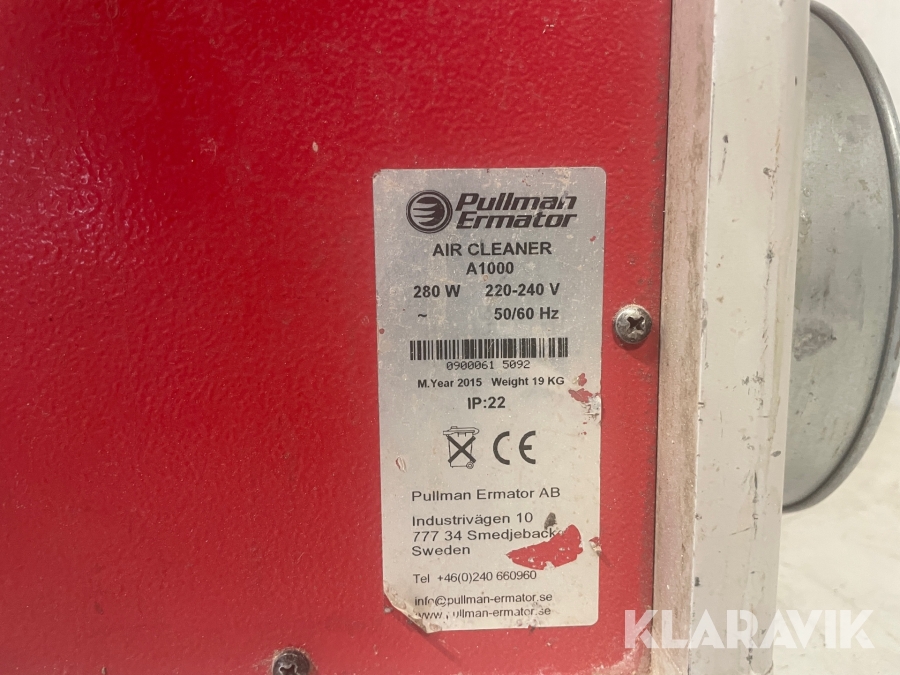 Pullman
Ermator
AIR CLEANER
A1000
280 W 220-240 V
~ 50/60 Hz
0900061 5092
M.Year 2015 Weight 19 KG
IP:22
CE
Pullman Ermator AB
Industrivägen 10
777 34 Smedjeback
Sweden
Tel +46(0)240 660960
info@pullman-ermator.se
www.pullman-ermator.se
KLARAVIK